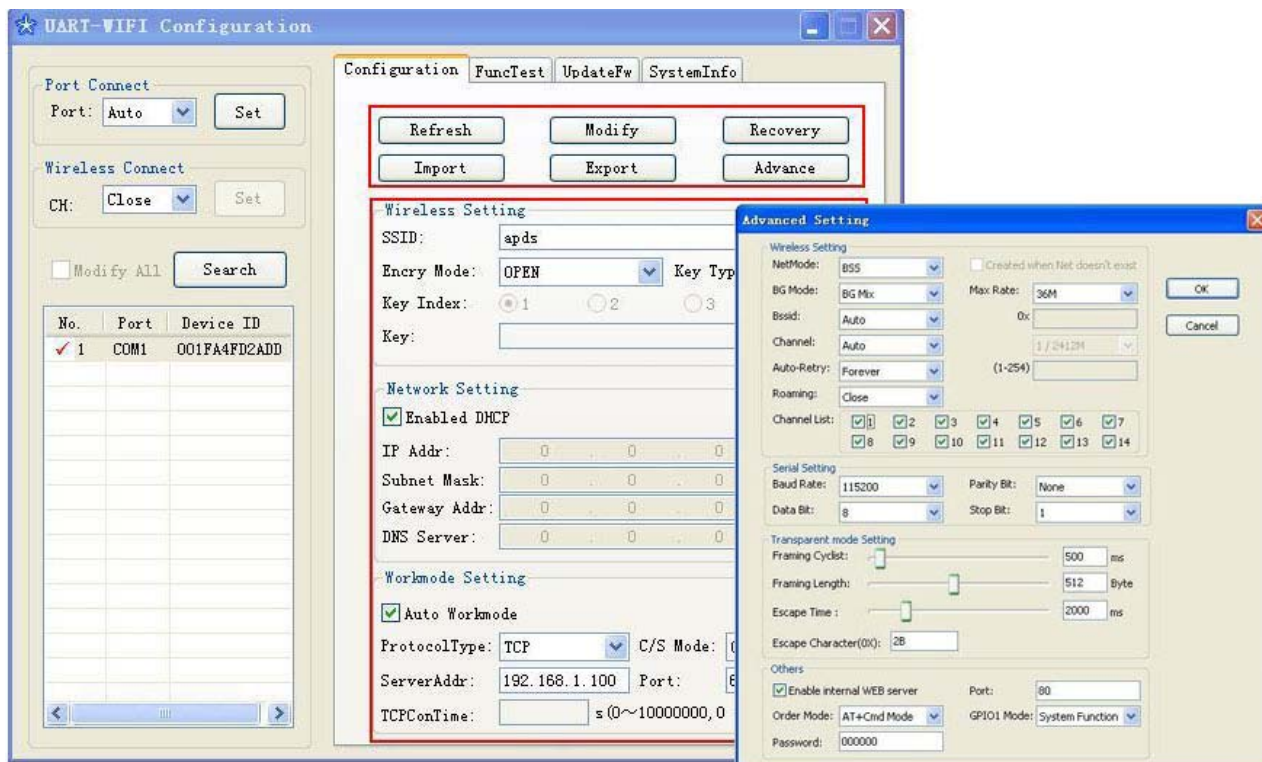 UART-WIFI Configuration
Port Connect
Port: Auto Set
Wireless Connect
CH: Close Set
Modify All Search
No. Port Device ID
1 COM1 001FA4FD2ADD
Configuration FuncTest UpdateFw SystemInfo
Refresh Modify Recovery
Import Export Advance
Wireless Setting
SSID: apds
Encry Mode: OPEN Key Typ
Key Index: 1 2 3
Key:
Network Setting
Enabled DHCP
IP Addr: 0 . 0 . 0
Subnet Mask: 0 . 0 . 0
Gateway Addr: 0 . 0 . 0
DNS Server: 0 . 0 . 0
Workmode Setting
Auto Workmode
ProtocolType: TCP C/S Mode:
ServerAddr: 192.168.1.100 Port: 6
TCPConTime: s(0~10000000, 0
Advanced Setting
Wireless Setting
NetMode: BSS Created when Net doesn't exist
BG Mode: BG Mix Max Rate: 36M
Bssid: Auto 0x
Channel: Auto 1 / 2412M
Auto-Retry: Forever (1-254)
Roaming: Close
Channel List: 1 2 3 4 5 6 7
8 9 10 11 12 13 14
OK
Cancel
Serial Setting
Baud Rate: 115200 Parity Bit: None
Data Bit: 8 Stop Bit: 1
Transparent mode Setting
Framing Cyclist: 500 ms
Framing Length: 512 Byte
Escape Time : 2000 ms
Escape Character(0X): 2B
Others
Enable internal WEB server Port: 80
Order Mode: AT+Cmd Mode GPIO1 Mode: System Function
Password: 000000